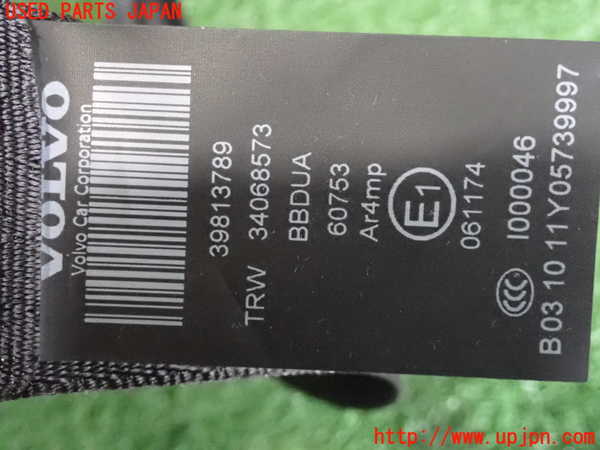 USED PARTS JAPAN
VOLVO
Volvo Car Corporation
39813789
TRW 34068573
BBDUA
60753
Ar4mp
E1
061174
I000046
CCC
B 03 10 11Y05739997
http://www.upjpn.com